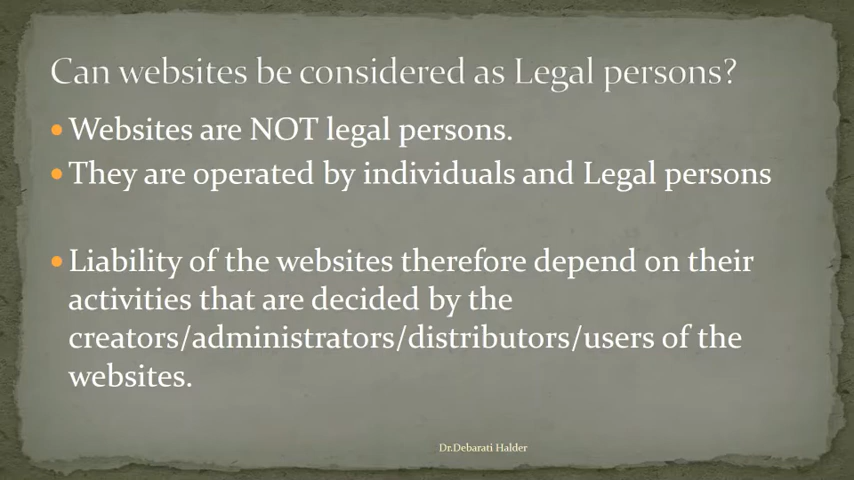 Can websites be considered as Legal persons?
Websites are NOT legal persons.
They are operated by individuals and Legal persons
Liability of the websites therefore depend on their
activities that are decided by the
creators/administrators/distributors/users of the
websites.
Dr.Debarati Halder